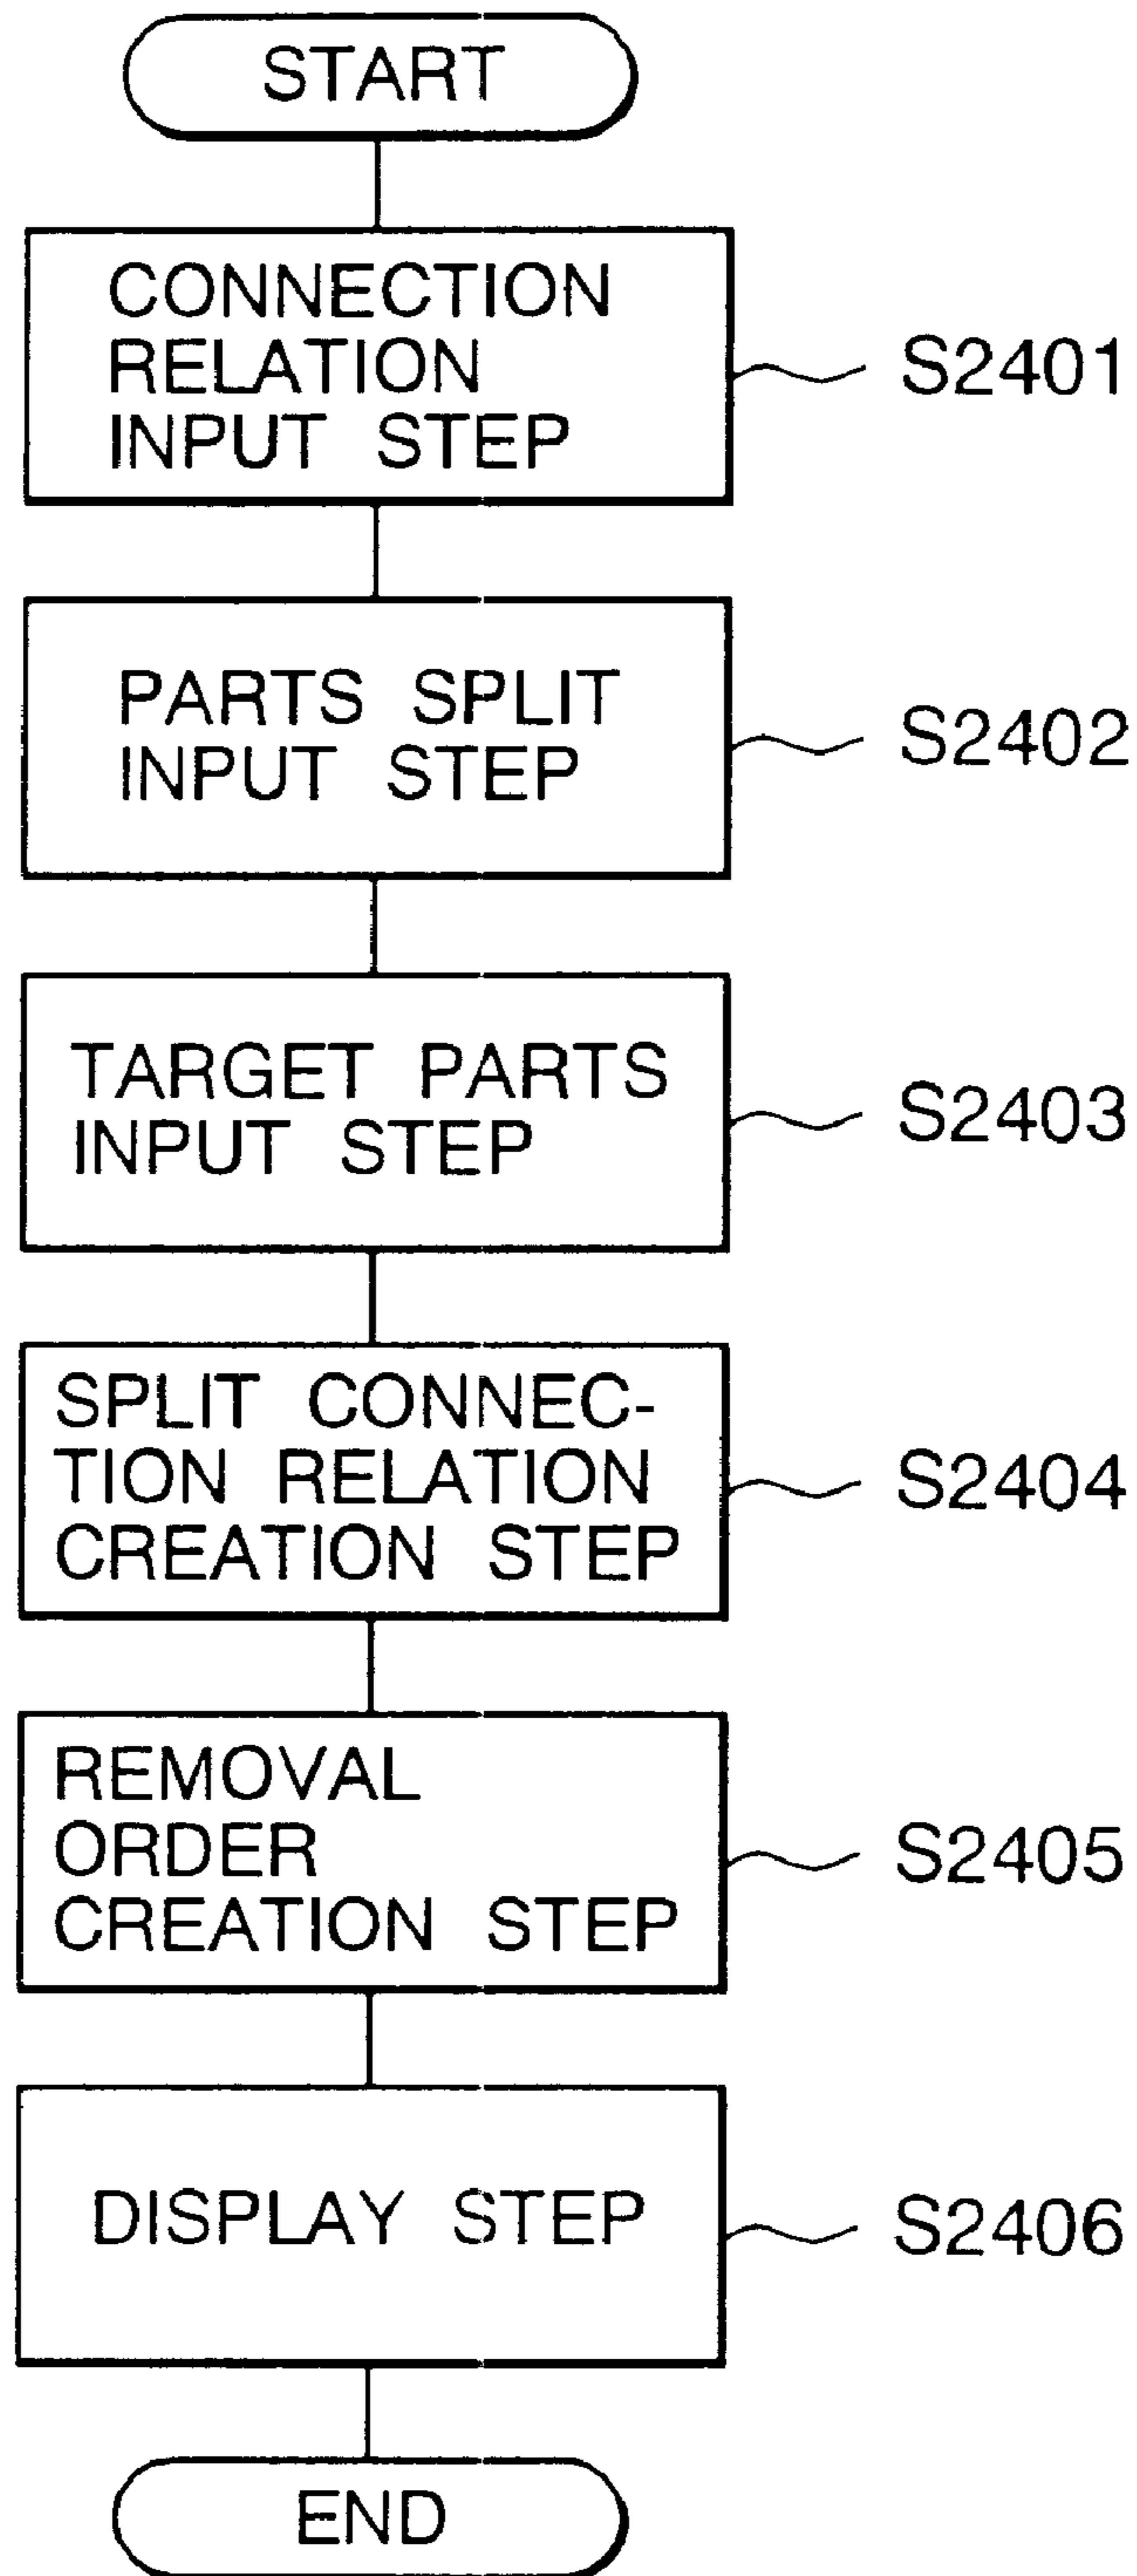 START
CONNECTION
RELATION
INPUT STEP
S2401
PARTS SPLIT
INPUT STEP
S2402
TARGET PARTS
INPUT STEP
S2403
SPLIT CONNEC-
TION RELATION
CREATION STEP
S2404
REMOVAL
ORDER
CREATION STEP
S2405
DISPLAY STEP
S2406
END